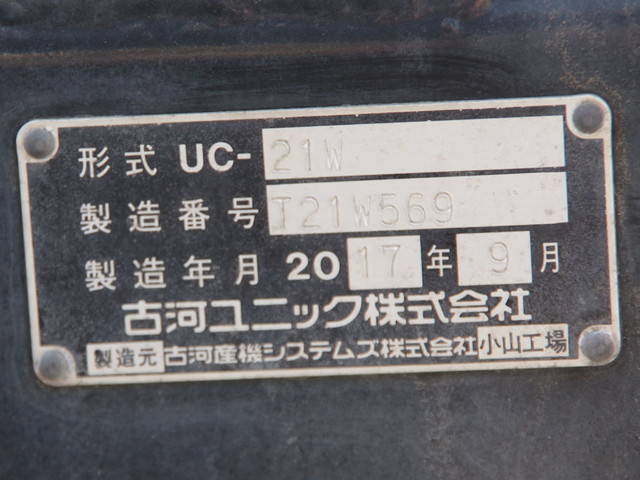 形式 UC-21W
製造番号 T21W569
製造年月 2017年9月
古河ユニック株式会社
製造元 古河産機システムズ株式会社 小山工場